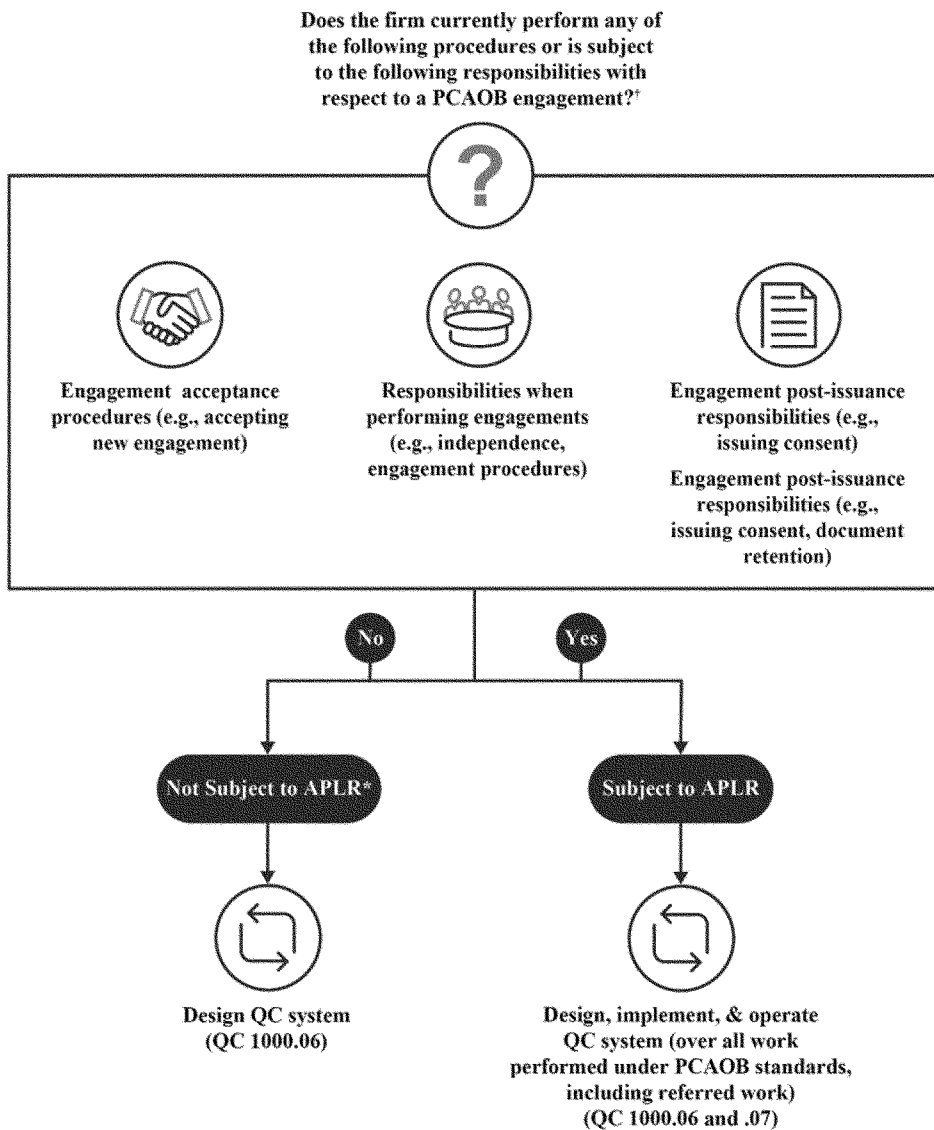 Does the firm currently perform any of
the following procedures or is subject
to the following responsibilities with
respect to a PCAOB engagement?†
?
Engagement acceptance
procedures (e.g., accepting
new engagement)
Responsibilities when
performing engagements
(e.g., independence,
engagement procedures)
Engagement post-issuance
responsibilities (e.g.,
issuing consent)
Engagement post-issuance
responsibilities (e.g.,
issuing consent, document
retention)
No
Yes
Not Subject to APLR*
Subject to APLR
Design QC system
(QC 1000.06)
Design, implement, & operate
QC system (over all work
performed under PCAOB standards,
including referred work)
(QC 1000.06 and .07)